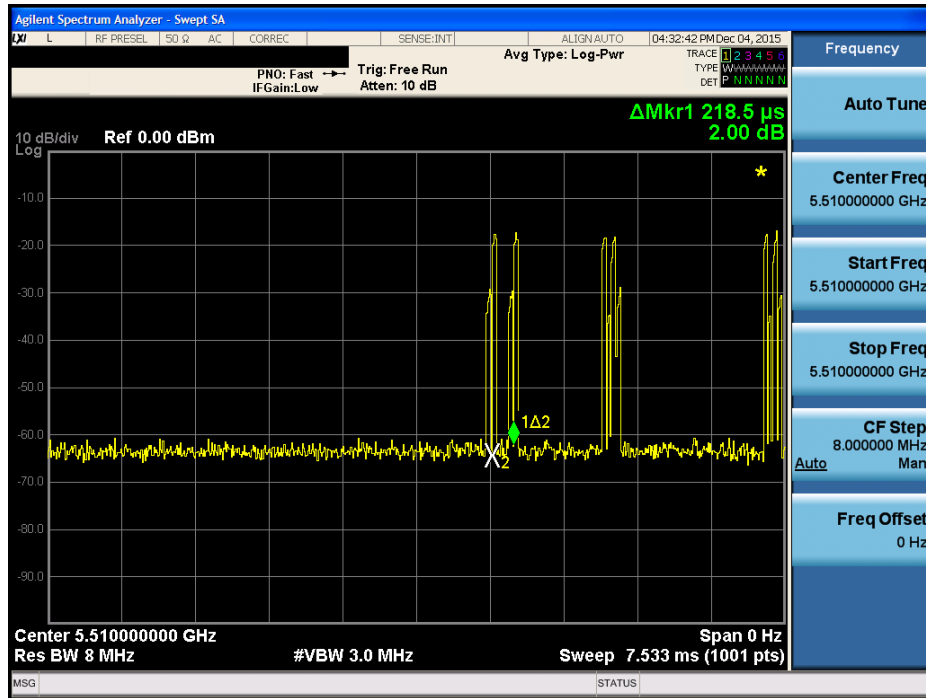 Agilent Spectrum Analyzer - Swept SA
LXI L RF PRESEL 50 Ω AC CORREC SENSE:INT ALIGN AUTO 04:32:42 PM Dec 04, 2015
Frequency
PNO: Fast Trig: Free Run Avg Type: Log-Pwr TRACE 1 2 3 4 5 6
IFGain:Low Atten: 10 dB TYPE WWWWWW
DET P N N N N N
Auto Tune
ΔMkr1 218.5 µs
10 dB/div Ref 0.00 dBm 2.00 dB
Log
*
-10.0
-20.0
-30.0
-40.0
-50.0
-60.0
-70.0
-80.0
-90.0
1Δ2
X2
Center Freq
5.510000000 GHz
Start Freq
5.510000000 GHz
Stop Freq
5.510000000 GHz
CF Step
8.000000 MHz
Auto Man
Freq Offset
0 Hz
Center 5.510000000 GHz Span 0 Hz
Res BW 8 MHz #VBW 3.0 MHz Sweep 7.533 ms (1001 pts)
MSG STATUS